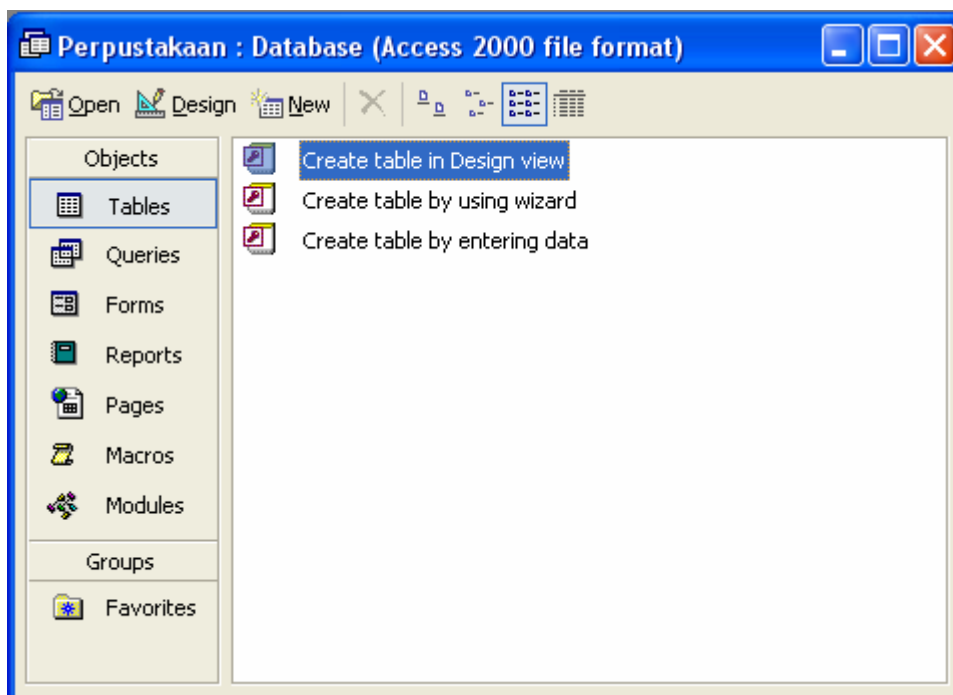 Perpustakaan : Database (Access 2000 file format)
Open Design New
Objects
Tables
Queries
Forms
Reports
Pages
Macros
Modules
Groups
Favorites
Create table in Design view
Create table by using wizard
Create table by entering data